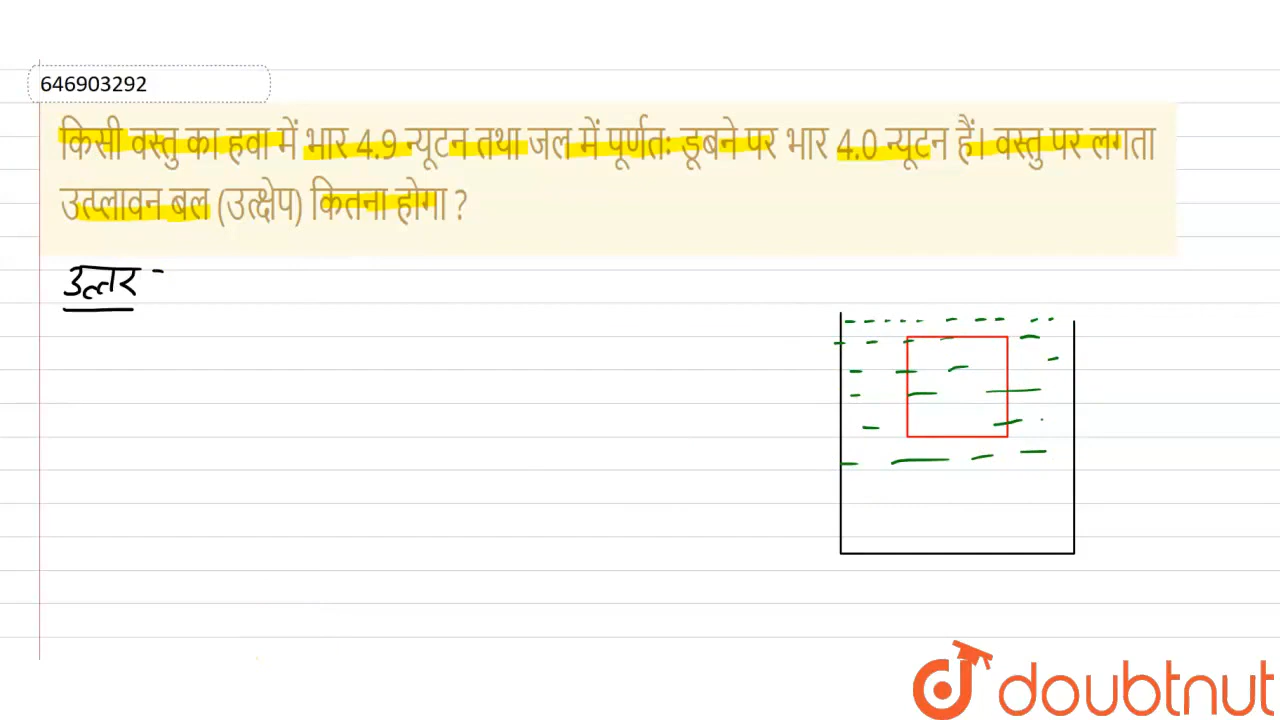 646903292
किसी वस्तु का हवा में भार 4.9 न्यूटन तथा जल में पूर्णतः डूबने पर भार 4.0 न्यूटन हैं। वस्तु पर लगता
उत्प्लावन बल (उत्क्षेप) कितना होगा ?
उत्तर -
doubtnut